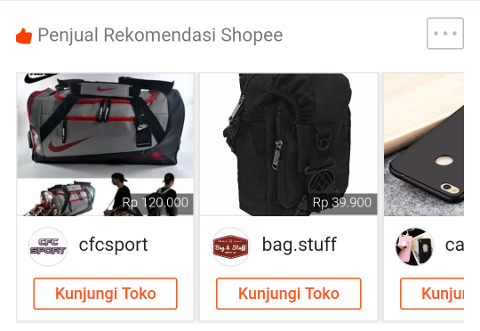 Penjual Rekomendasi Shopee
Rp 120.000
Rp 39.900
CFC
SPORT
cfcsport
Bag & Stuff
bag.stuff
ca
Kunjungi Toko
Kunjungi Toko
Kunju